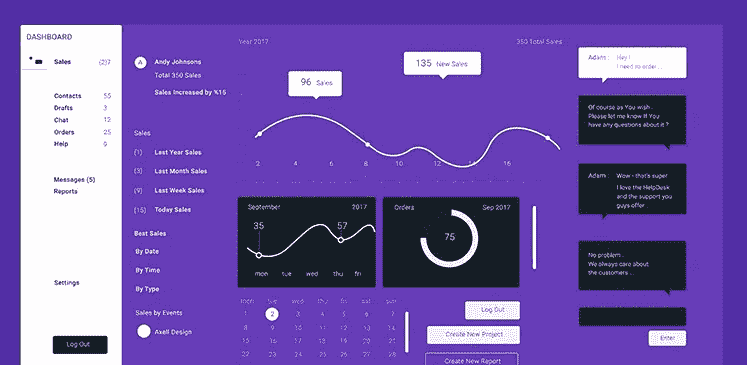 DASHBOARD
Sales (2)7
Contacts 55
Drafts 3
Chat 12
Orders 25
Help 6
Messages (5)
Reports
Settings
Log Out
A
Andy Johnsons
Total 350 Sales
Sales Increased by %15
Sales
(1) Last Year Sales
(3) Last Month Sales
(9) Last Week Sales
(15) Today Sales
Best Sales
By Date
By Time
By Type
Sales by Events
Axell Design
Year 2017
350 Total Sales
96 Sales
135 New Sales
2 4 6 8 10 12 14 16
September 2017
35
57
mon tue wed thu fri
Orders Sep 2017
75
mon tue wed thu fri sat sun
1 2 3 4 5 6 7
8 9 10 11 12 13 14
15 16 17 18 19 20 21
22 23 24 25 26 27 28
Log Out
Create New Project
Create New Report
Adam : Hey !
I need no order ..
Of course as You wish .
Please let me know If You
have any questions about it ?
Adam : Wow - that's super
I love the HelpDesk
and the support you
guys offer .
No problem .
We always care about
the customers ..
Enter